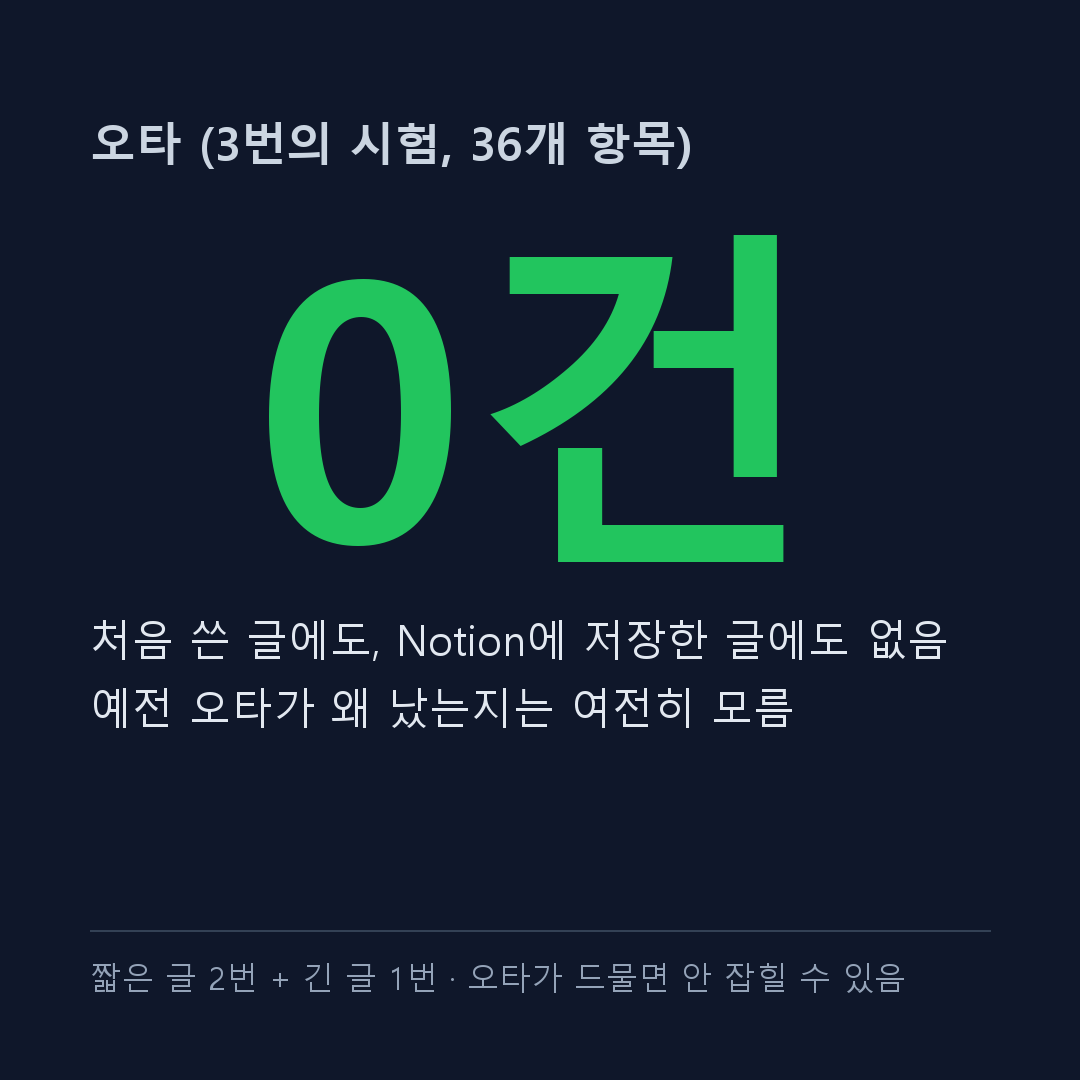 오타 (3번의 시험, 36개 항목)
0건
처음 쓴 글에도, Notion에 저장한 글에도 없음
예전 오타가 왜 났는지는 여전히 모름
짧은 글 2번 + 긴 글 1번 · 오타가 드물면 안 잡힐 수 있음